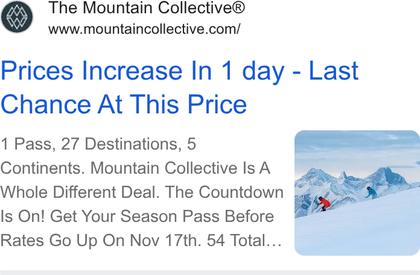 The Mountain Collective®
www.mountaincollective.com/
Prices Increase In 1 day - Last
Chance At This Price
1 Pass, 27 Destinations, 5
Continents. Mountain Collective Is A
Whole Different Deal. The Countdown
Is On! Get Your Season Pass Before
Rates Go Up On Nov 17th. 54 Total...